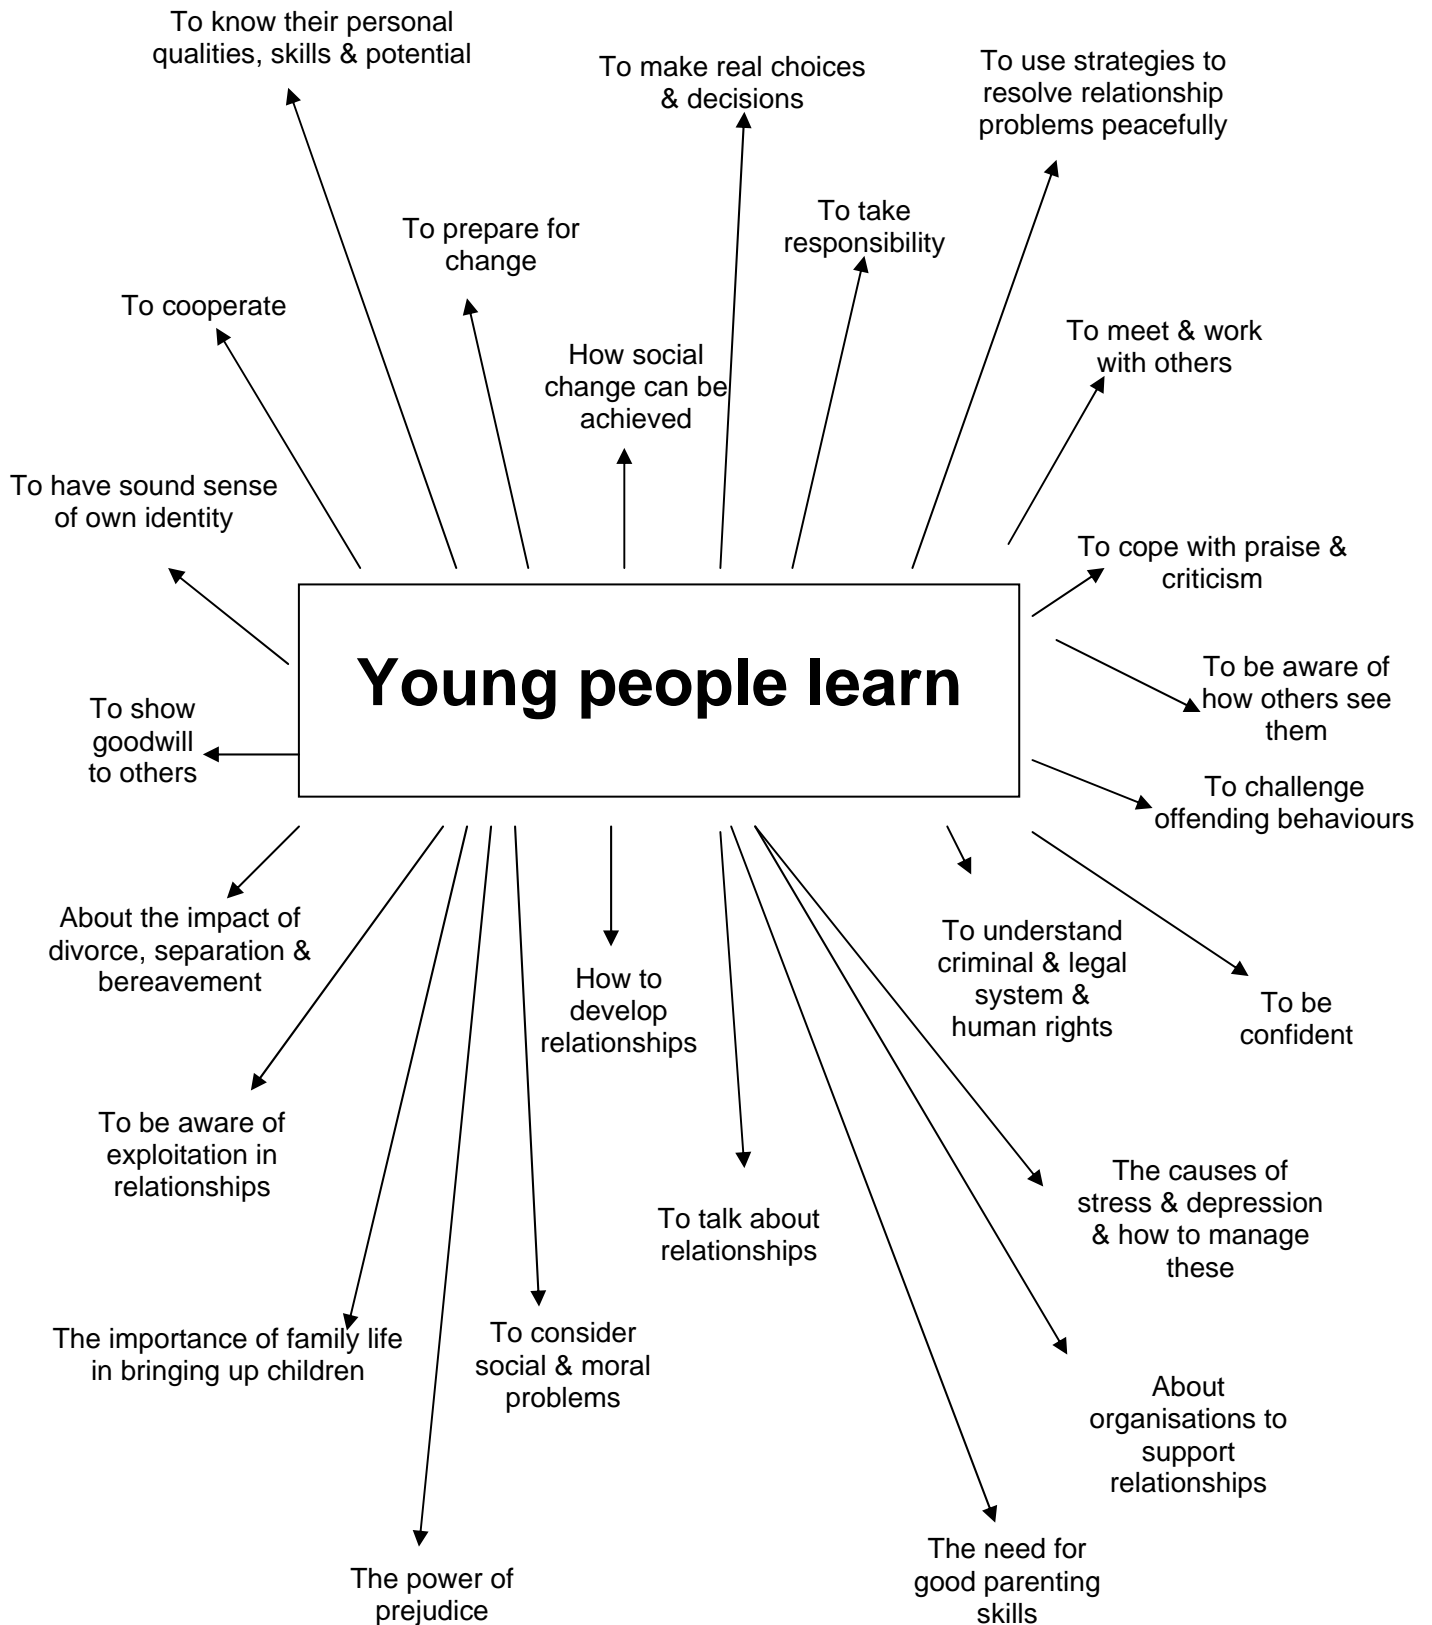 To know their personal
qualities, skills & potential
To make real choices
& decisions
To use strategies to
resolve relationship
problems peacefully
To prepare for
change
To take
responsibility
To cooperate
How social
change can be
achieved
To meet & work
with others
To have sound sense
of own identity
To cope with praise &
criticism
Young people learn
To be aware of
how others see
them
To show
goodwill
to others
To challenge
offending behaviours
About the impact of
divorce, separation &
bereavement
How to
develop
relationships
To understand
criminal & legal
system &
human rights
To be
confident
To be aware of
exploitation in
relationships
To talk about
relationships
The causes of
stress & depression
& how to manage
these
The importance of family life
in bringing up children
To consider
social & moral
problems
About
organisations to
support
relationships
The power of
prejudice
The need for
good parenting
skills